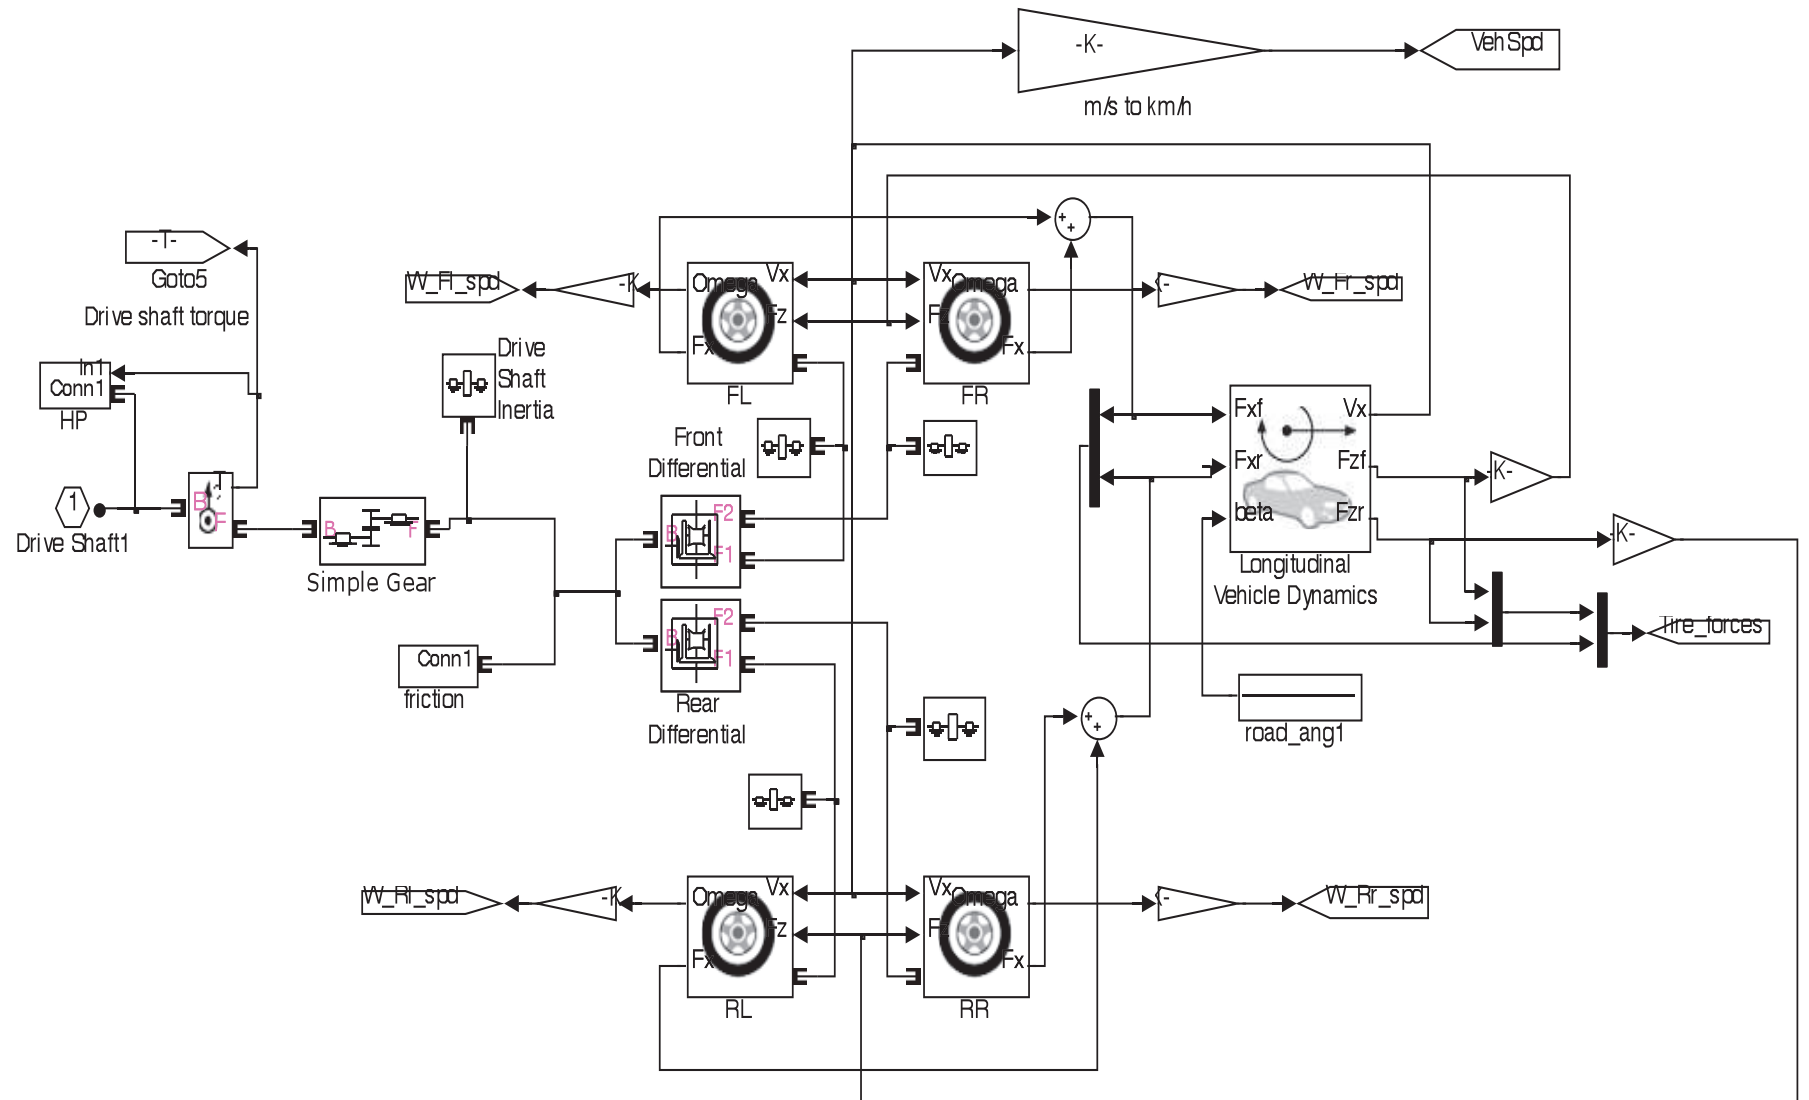 -K-
Veh Spd
m/s to km/h
-T-
Goto5
Drive shaft torque
In1
Conn1
HP
1
Drive Shaft1
T
B
F
B
F
Simple Gear
Drive
Shaft
Inertia
Conn1
friction
W_Fl_spd
-K
Omega
Vx
Fz
Fx
FL
Vx
Omega
Fz
Fx
FR
+
+
K-
W_Fr_spd
Front
Differential
B
F2
F1
B
F2
F1
Rear
Differential
Fxf
Fxr
beta
Vx
Fzf
Fzr
Longitudinal
Vehicle Dynamics
-K-
-K-
Tire_forces
road_ang1
+
+
W_Rl_spd
-K
Omega
Vx
Fz
Fx
RL
Vx
Omega
Fx
RR
K-
W_Rr_spd